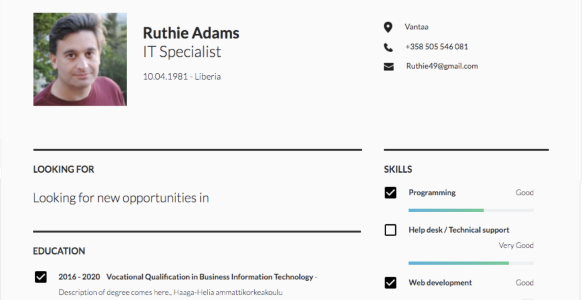 Ruthie Adams
IT Specialist
10.04.1981 · Liberia
Vantaa
+358 505 546 081
Ruthie49@gmail.com
LOOKING FOR
Looking for new opportunities in
EDUCATION
2016 - 2020 Vocational Qualification in Business Information Technology -
Description of degree comes here., Haaga-Helia ammattikorkeakoulu
SKILLS
Programming Good
Help desk / Technical support
Very Good
Web development Good